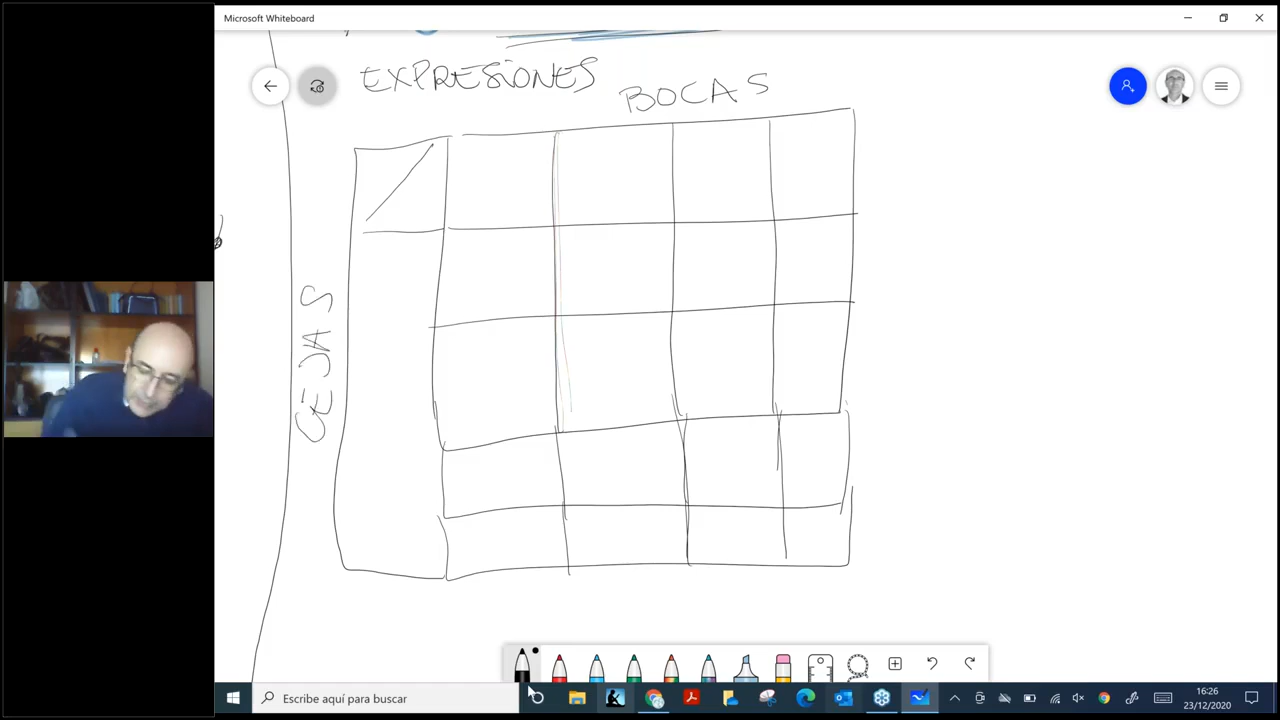 Microsoft Whiteboard
EXPRESIONES
BOCAS
CEJAS
Escribe aquí para buscar
16:26
23/12/2020